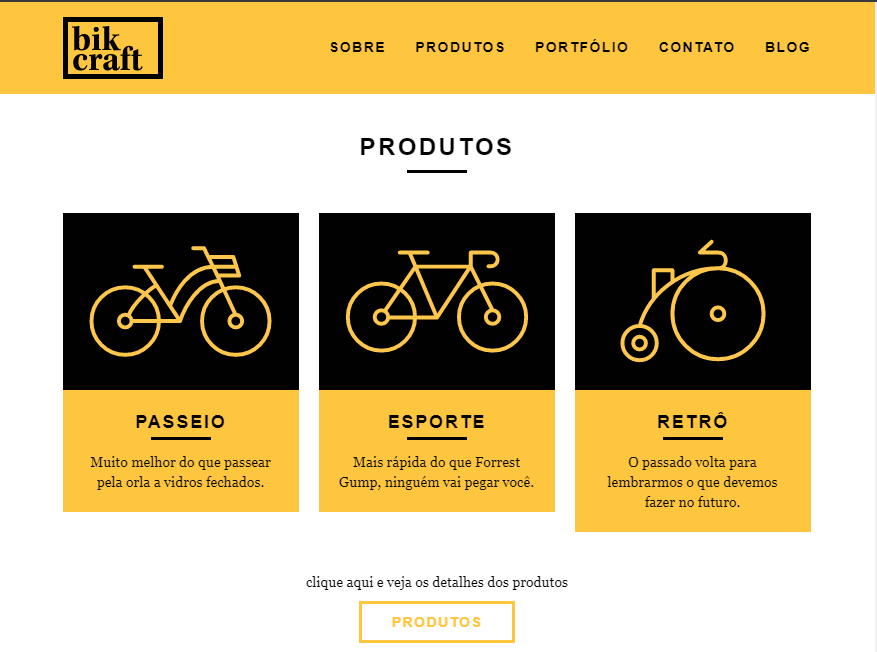 bik
craft
SOBRE PRODUTOS PORTFÓLIO CONTATO BLOG
PRODUTOS
PASSEIO
Muito melhor do que passear
pela orla a vidros fechados.
ESPORTE
Mais rápida do que Forrest
Gump, ninguém vai pegar você.
RETRÔ
O passado volta para
lembrarmos o que devemos
fazer no futuro.
clique aqui e veja os detalhes dos produtos
PRODUTOS